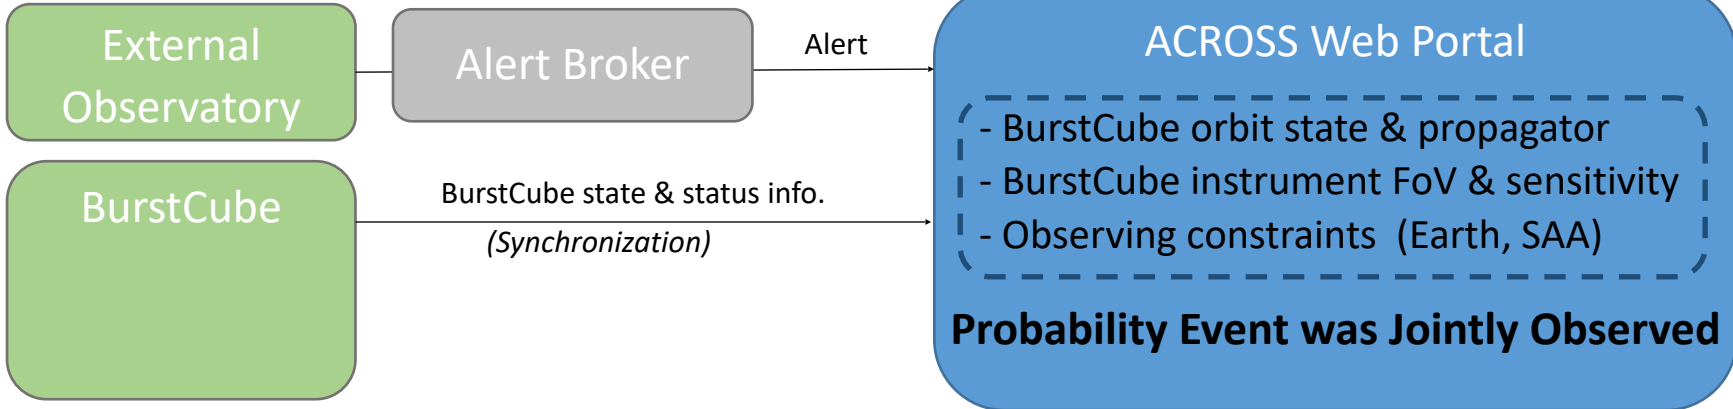 External
Observatory
Alert Broker
Alert
BurstCube
BurstCube state & status info.
(Synchronization)
ACROSS Web Portal
- BurstCube orbit state & propagator
- BurstCube instrument FoV & sensitivity
- Observing constraints (Earth, SAA)
Probability Event was Jointly Observed